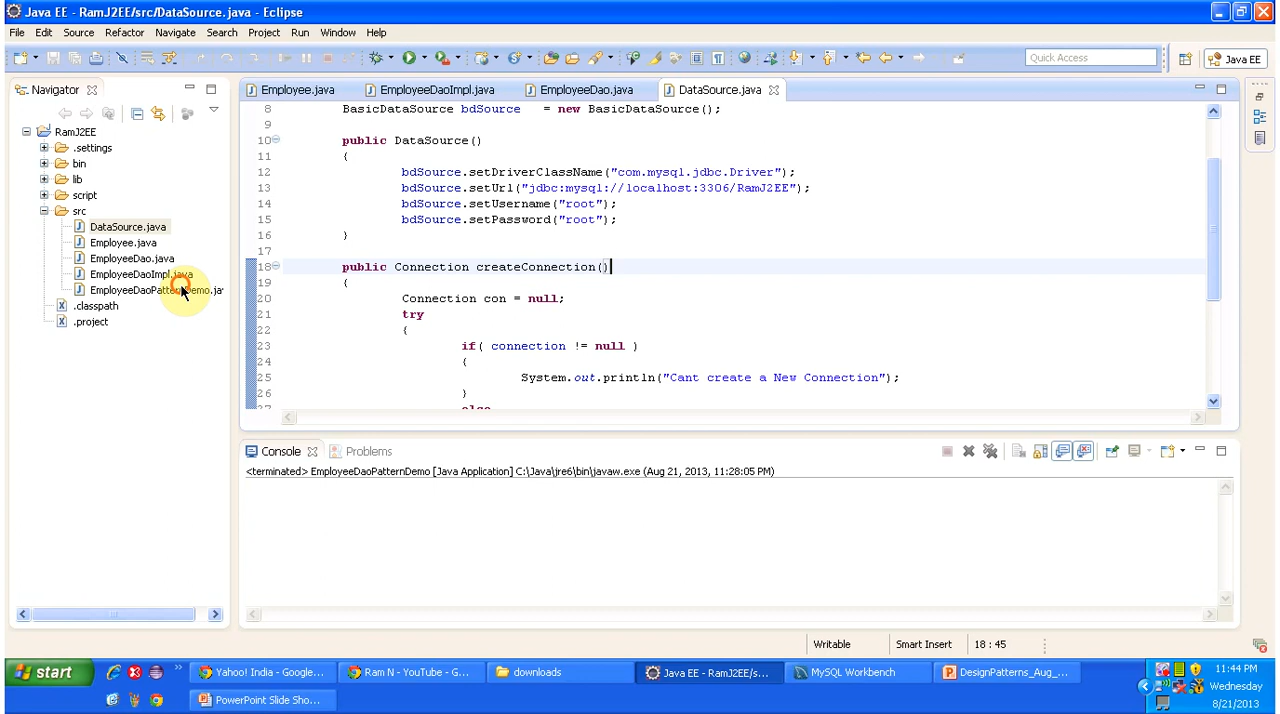 Java EE - RamJ2EE/src/DataSource.java - Eclipse
File Edit Source Refactor Navigate Search Project Run Window Help
Quick Access
Java EE
Navigator
Employee.java
EmployeeDaoImpl.java
EmployeeDao.java
DataSource.java
RamJ2EE
.settings
bin
lib
script
src
DataSource.java
Employee.java
EmployeeDao.java
EmployeeDaoImpl.java
EmployeeDaoPatternDemo.jav
.classpath
.project
8 BasicDataSource bdSource = new BasicDataSource();
9
10 public DataSource()
11 {
12 bdSource.setDriverClassName("com.mysql.jdbc.Driver");
13 bdSource.setUrl("jdbc:mysql://localhost:3306/RamJ2EE");
14 bdSource.setUsername("root");
15 bdSource.setPassword("root");
16 }
17
18 public Connection createConnection()
19 {
20 Connection con = null;
21 try
22 {
23 if( connection != null )
24 {
25 System.out.println("Cant create a New Connection");
26 }
27 else
Console
Problems
<terminated> EmployeeDaoPatternDemo [Java Application] C:\Java\jre6\bin\javaw.exe (Aug 21, 2013, 11:28:05 PM)
Writable
Smart Insert
18 : 45
start
Yahoo! India - Google...
Ram N - YouTube - G...
downloads
Java EE - RamJ2EE/s...
MySQL Workbench
DesignPatterns_Aug_...
PowerPoint Slide Sho...
11:44 PM
Wednesday
8/21/2013